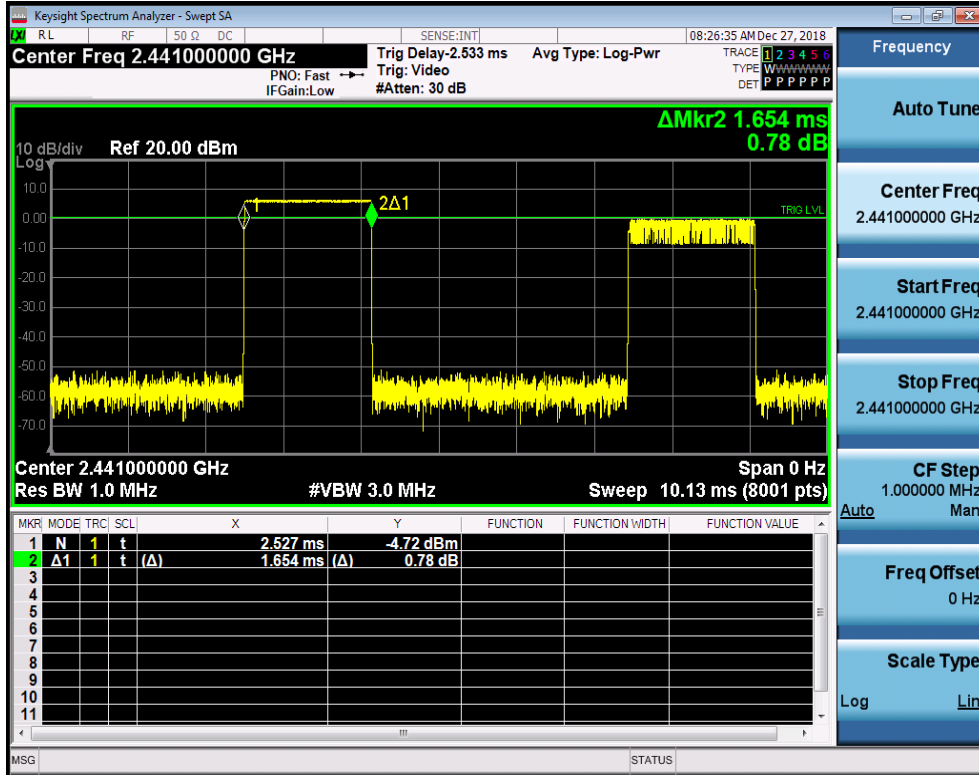 Keysight Spectrum Analyzer - Swept SA
LXI RL RF 50 Ω DC SENSE:INT 08:26:35 AM Dec 27, 2018
Center Freq 2.441000000 GHz Trig Delay-2.533 ms Avg Type: Log-Pwr TRACE 1 2 3 4 5 6
PNO: Fast Trig: Video TYPE WWWWWW
IFGain:Low #Atten: 30 dB DET P P P P P P
ΔMkr2 1.654 ms
10 dB/div Ref 20.00 dBm 0.78 dB
Log
10.0
2Δ1
TRIG LVL
0.00
-10.0
-20.0
-30.0
-40.0
-50.0
-60.0
-70.0
Center 2.441000000 GHz Span 0 Hz
Res BW 1.0 MHz #VBW 3.0 MHz Sweep 10.13 ms (8001 pts)
MKR MODE TRC SCL X Y FUNCTION FUNCTION WIDTH FUNCTION VALUE
1 N 1 t 2.527 ms -4.72 dBm
2 Δ1 1 t (Δ) 1.654 ms (Δ) 0.78 dB
3
4
5
6
7
8
9
10
11
MSG STATUS
Frequency
Auto Tune
Center Freq
2.441000000 GHz
Start Freq
2.441000000 GHz
Stop Freq
2.441000000 GHz
CF Step
1.000000 MHz
Auto Man
Freq Offset
0 Hz
Scale Type
Log Lin